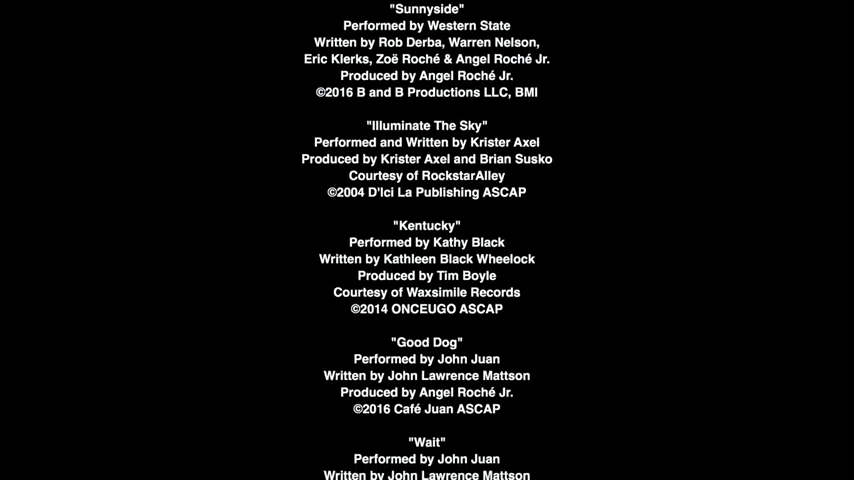 "Sunnyside"
Performed by Western State
Written by Rob Derba, Warren Nelson,
Eric Klerks, Zoë Roché & Angel Roché Jr.
Produced by Angel Roché Jr.
©2016 B and B Productions LLC, BMI
"Illuminate The Sky"
Performed and Written by Krister Axel
Produced by Krister Axel and Brian Susko
Courtesy of RockstarAlley
©2004 D'Ici La Publishing ASCAP
"Kentucky"
Performed by Kathy Black
Written by Kathleen Black Wheelock
Produced by Tim Boyle
Courtesy of Waxsimile Records
©2014 ONCEUGO ASCAP
"Good Dog"
Performed by John Juan
Written by John Lawrence Mattson
Produced by Angel Roché Jr.
©2016 Café Juan ASCAP
"Wait"
Performed by John Juan
Written by John Lawrence Mattson